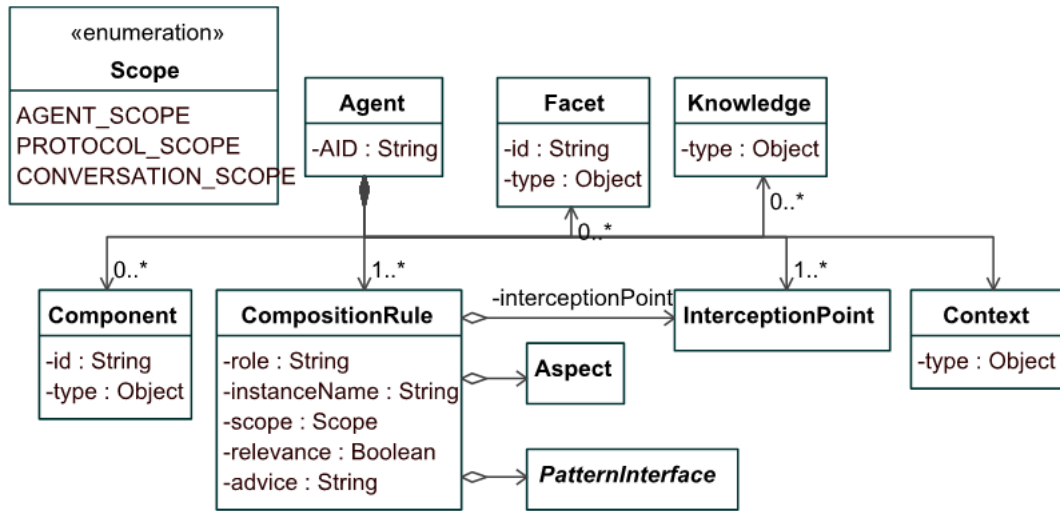 «enumeration»
Scope
AGENT_SCOPE
PROTOCOL_SCOPE
CONVERSATION_SCOPE
Agent
-AID : String
Facet
-id : String
-type : Object
Knowledge
-type : Object
0..*
0..*
0..*
1..*
1..*
Component
-id : String
-type : Object
CompositionRule
-role : String
-instanceName : String
-scope : Scope
-relevance : Boolean
-advice : String
-interceptionPoint
InterceptionPoint
Aspect
PatternInterface
Context
-type : Object